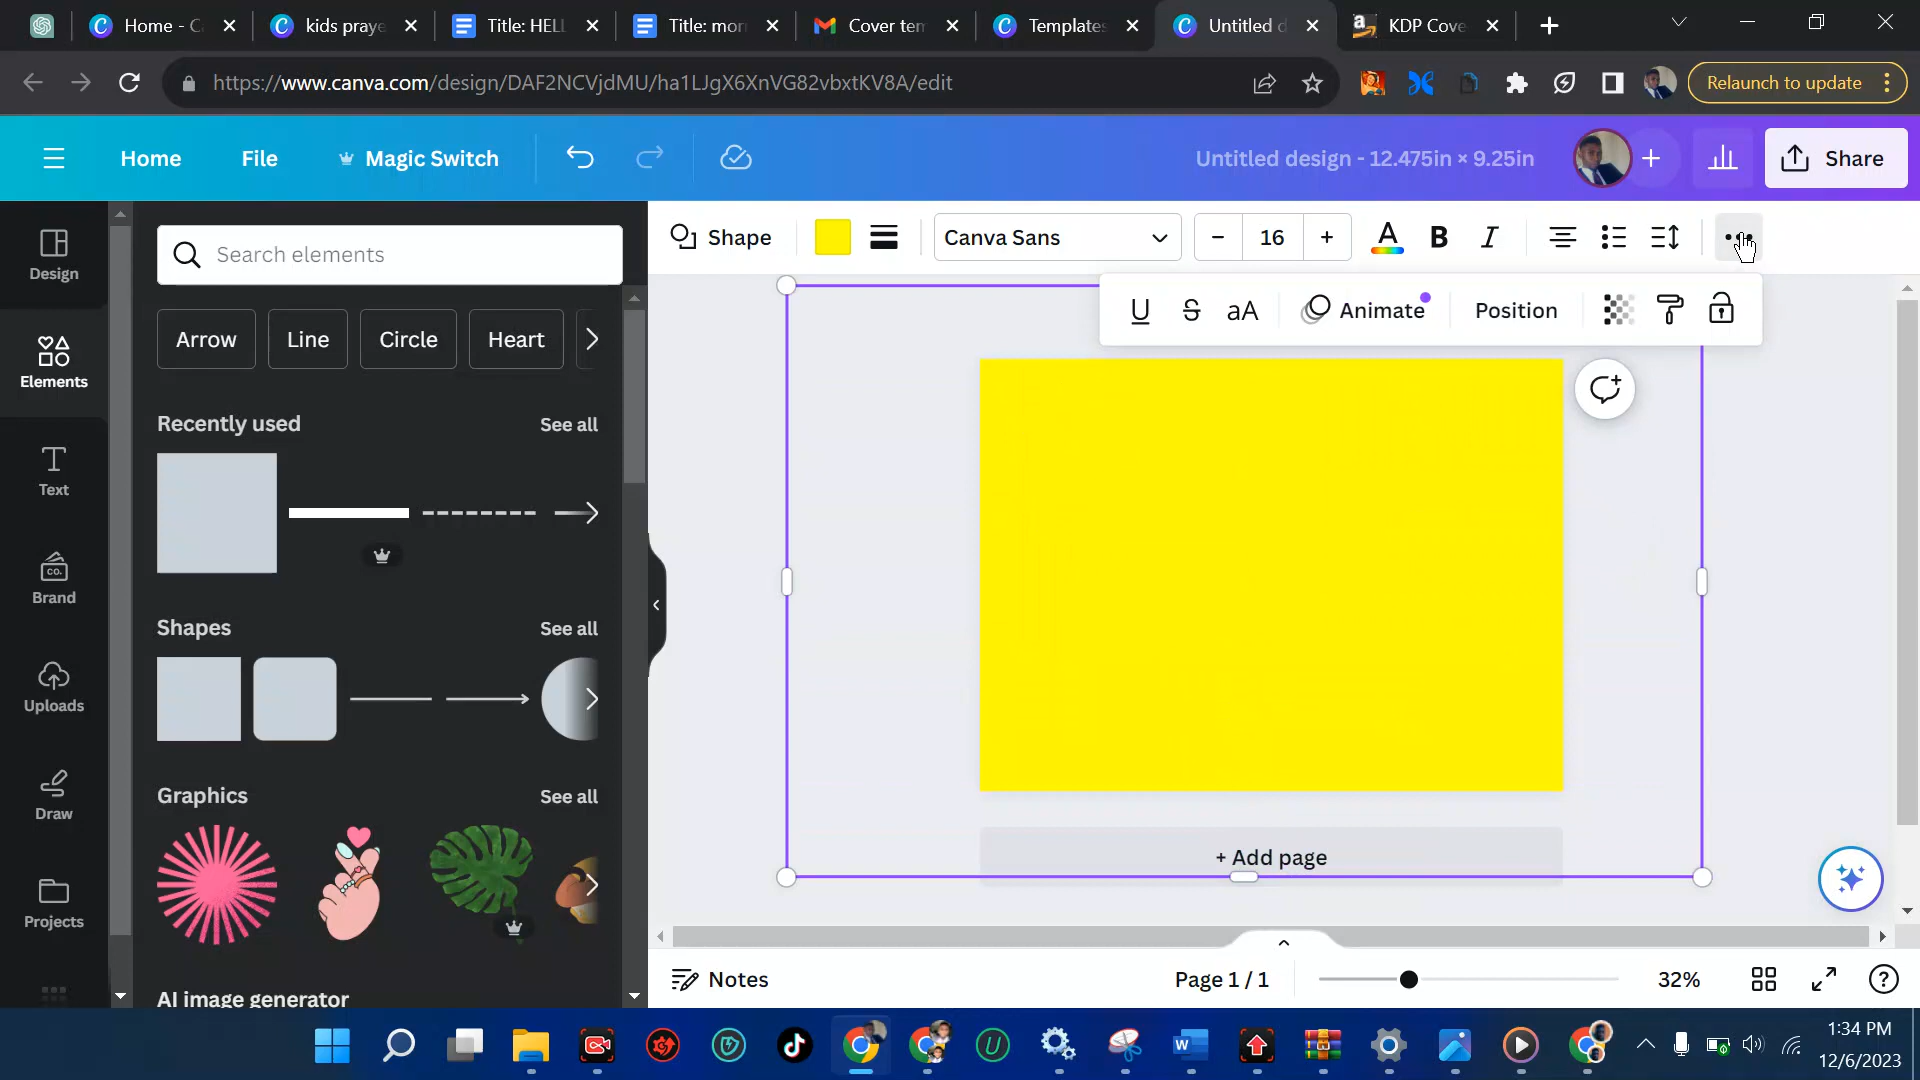 Home - C
kids praye
Title: HELL
Title: mor
Cover ten
Templates
Untitled d
KDP Cove
https://www.canva.com/design/DAF2NCVjdMU/ha1LJgX6XnVG82vbxtKV8A/edit
Relaunch to update
Home
File
Magic Switch
Untitled design - 12.475in × 9.25in
Share
Design
Elements
Text
Brand
Uploads
Draw
Projects
CO.
Search elements
Arrow
Line
Circle
Heart
Recently used
See all
Shapes
See all
Graphics
See all
AI image generator
Shape
Canva Sans
16
A
B
I
U
S
aA
Animate
Position
+ Add page
Notes
Page 1 / 1
32%
1:34 PM
12/6/2023